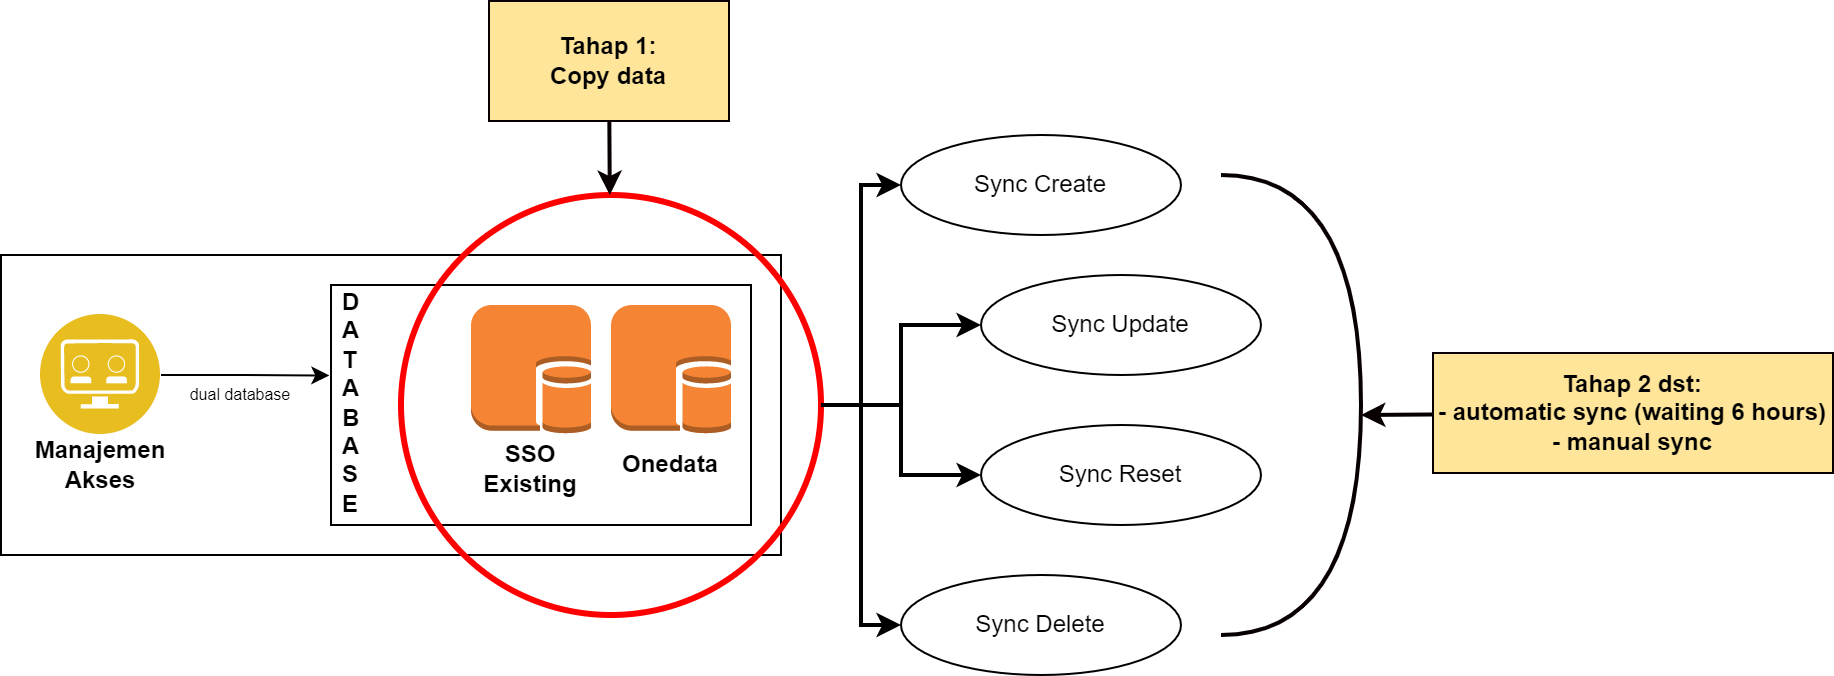 Tahap 1:
Copy data
Sync Create
D
A
T
A
B
A
S
E
Sync Update
dual database
Manajemen
Akses
SSO
Existing
Onedata
Sync Reset
Sync Delete
Tahap 2 dst:
- automatic sync (waiting 6 hours)
- manual sync